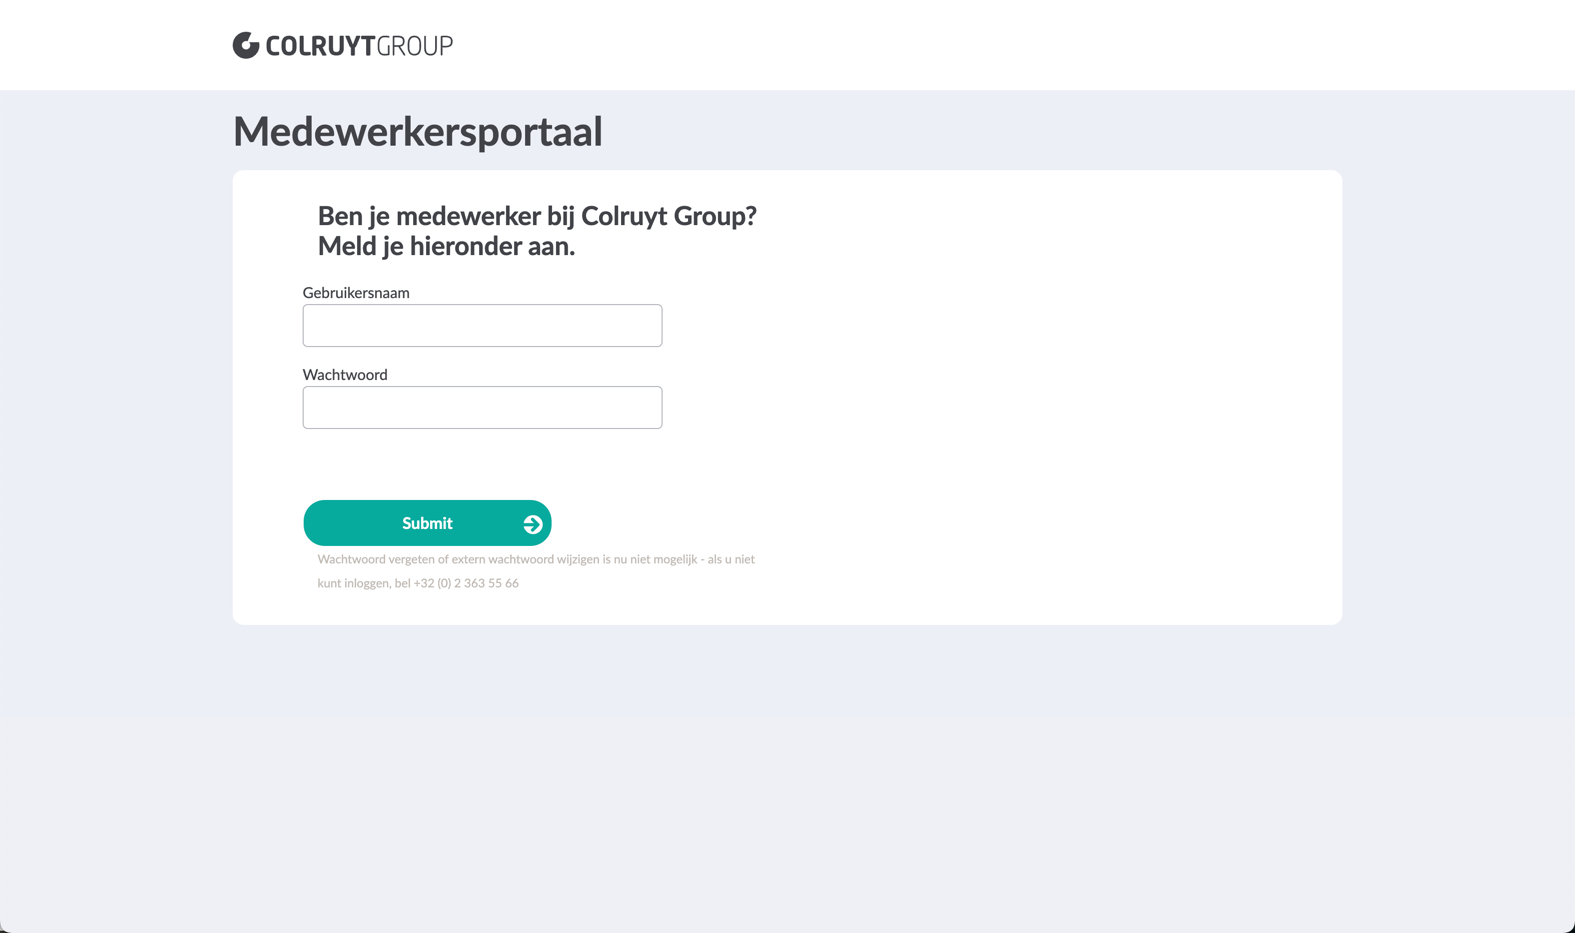 COLRUYTGROUP
Medewerkersportaal
Ben je medewerker bij Colruyt Group?
Meld je hieronder aan.
Gebruikersnaam
Wachtwoord
Submit
Wachtwoord vergeten of extern wachtwoord wijzigen is nu niet mogelijk - als u niet
kunt inloggen, bel +32 (0) 2 363 55 66